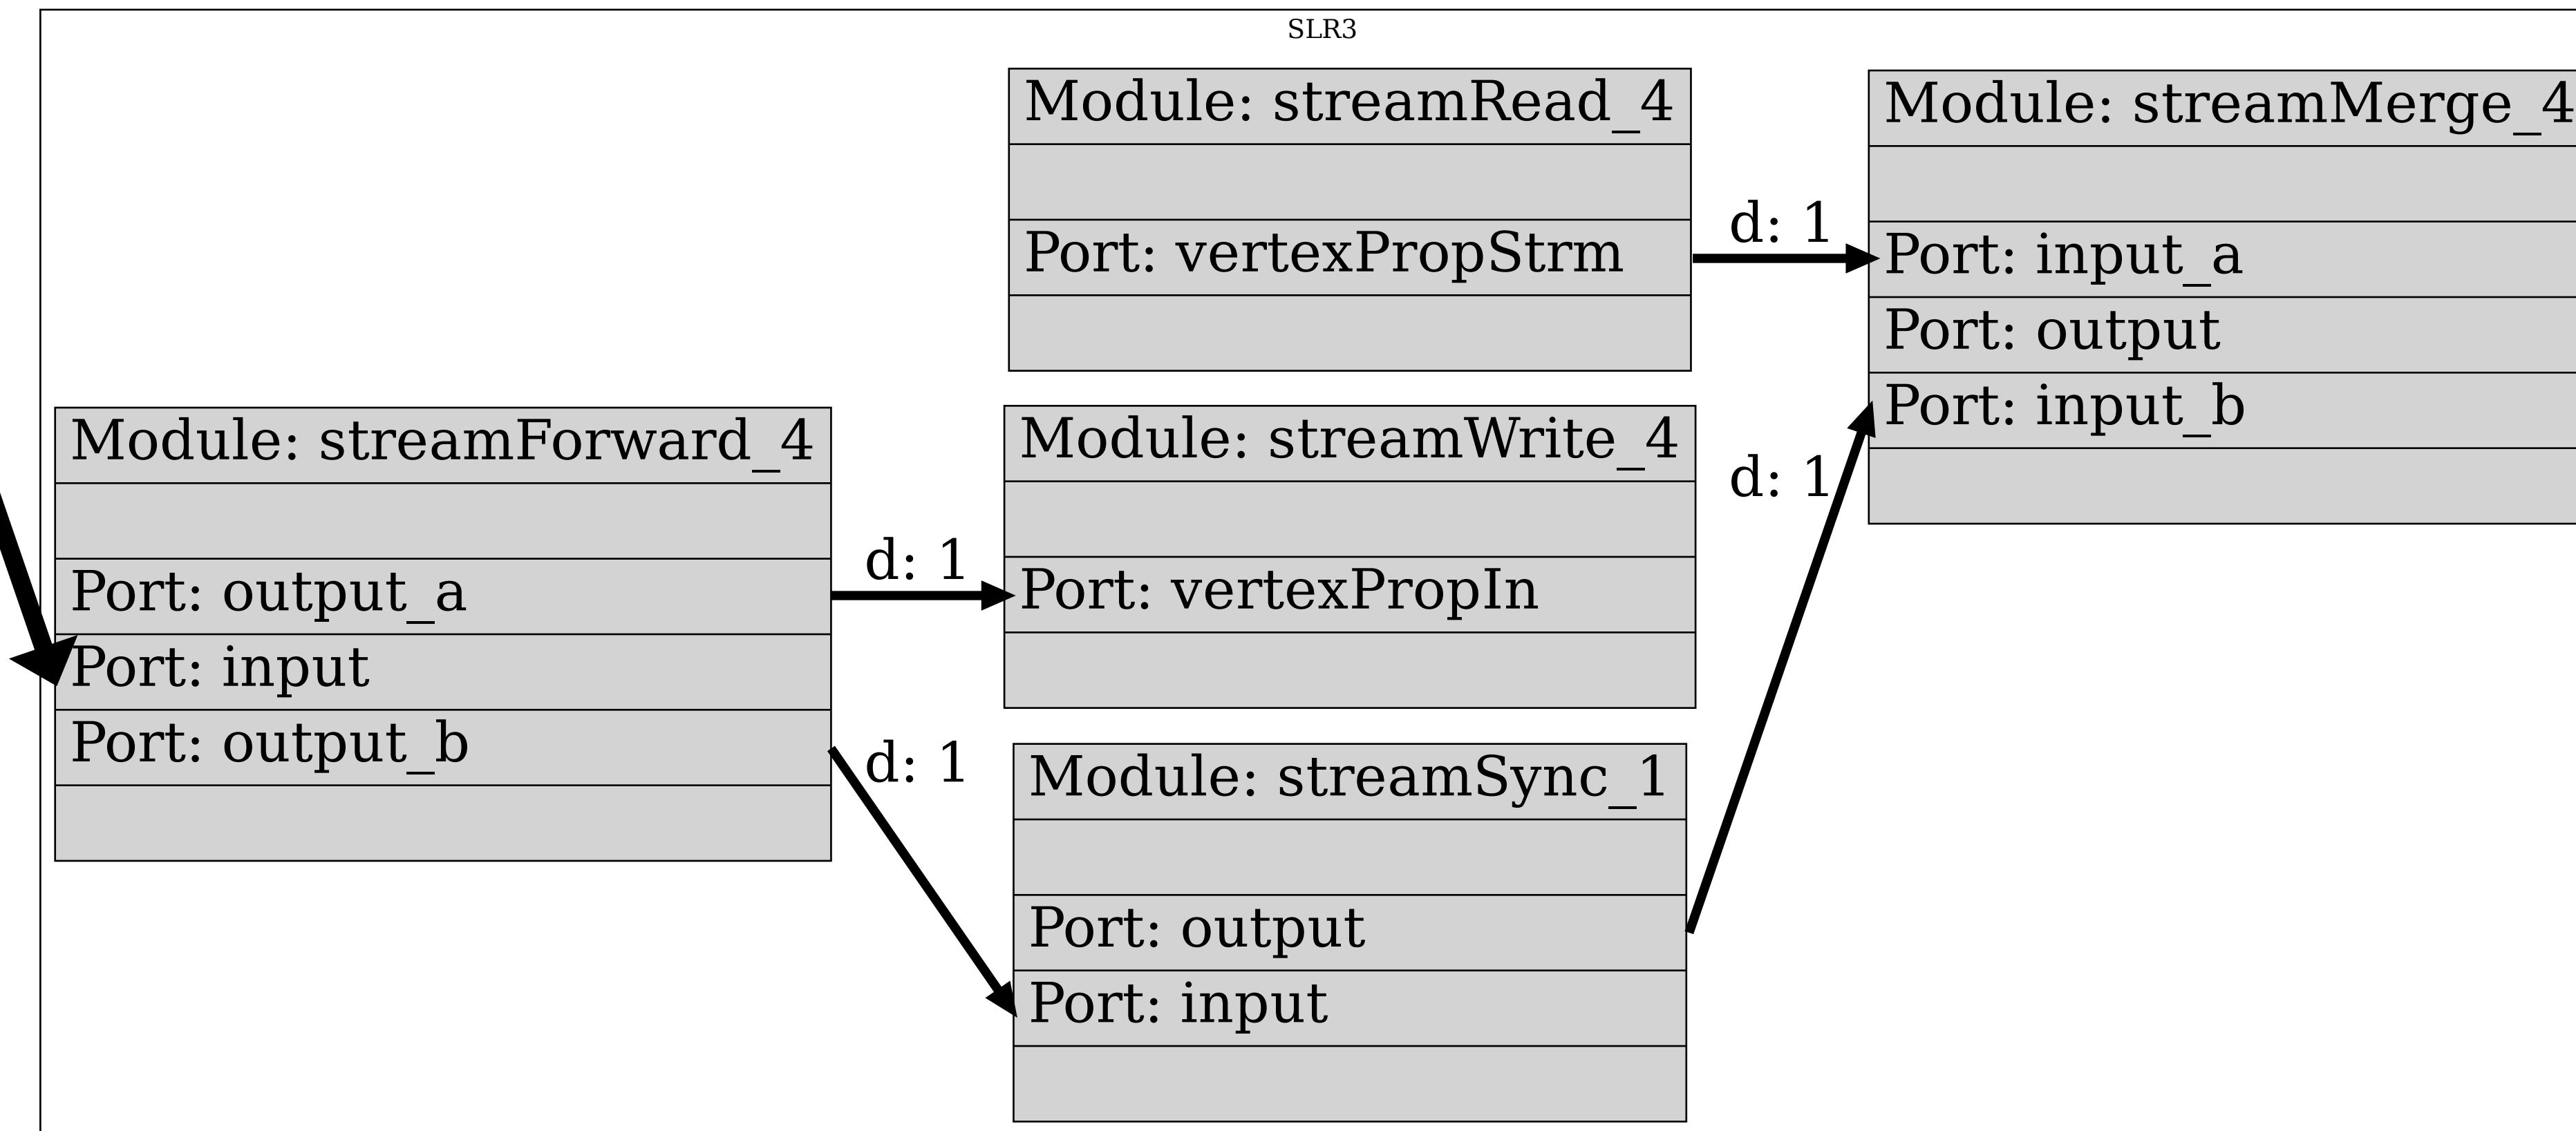 SLR3
Module: streamRead_4
Port: vertexPropStrm
d: 1
Module: streamMerge_4
Port: input_a
Port: output
Port: input_b
Module: streamForward_4
Port: output_a
Port: input
Port: output_b
d: 1
Module: streamWrite_4
Port: vertexPropIn
d: 1
d: 1
Module: streamSync_1
Port: output
Port: input